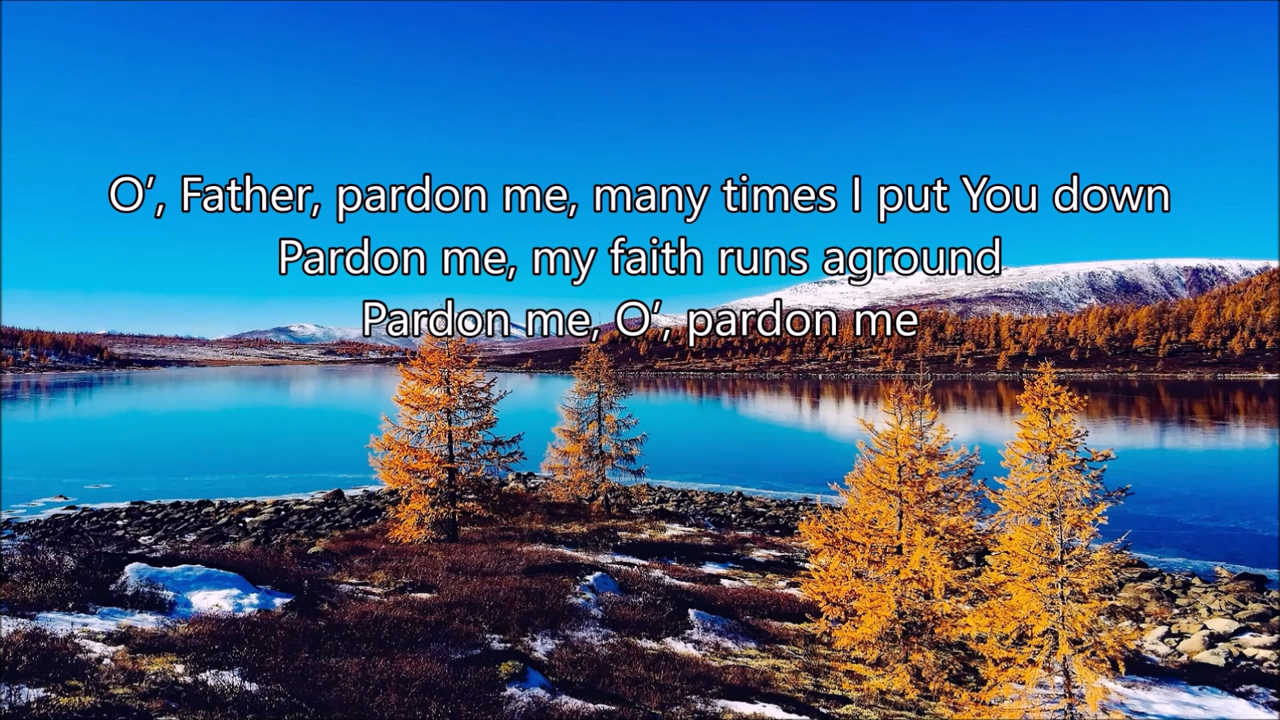 O’, Father, pardon me, many times I put You down
Pardon me, my faith runs aground
Pardon me, O’, pardon me